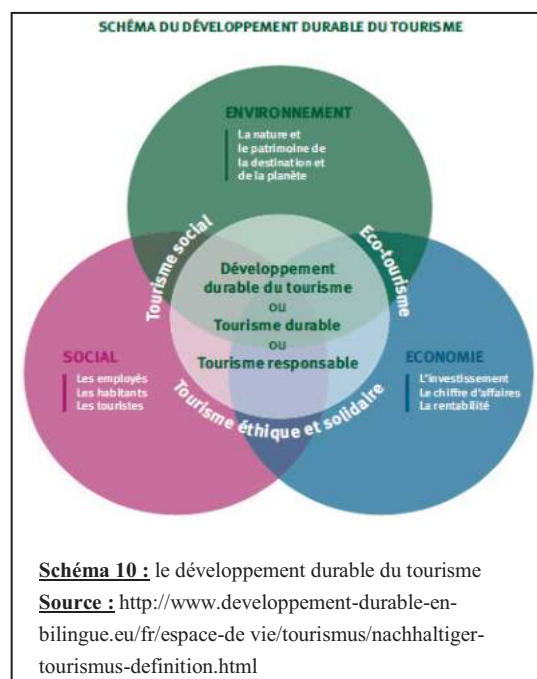 SCHÉMA DU DÉVELOPPEMENT DURABLE DU TOURISME
ENVIRONNEMENT
La nature et
le patrimoine de
la destination et
de la planète
Tourisme social
Eco-tourisme
Développement
durable du tourisme
ou
Tourisme durable
ou
Tourisme responsable
SOCIAL
Les employés
Les habitants
Les touristes
ECONOMIE
L'investissement
Le chiffre d'affaires
La rentabilité
Tourisme éthique et solidaire
Schéma 10 : le développement durable du tourisme
Source : http://www.developpement-durable-en-
bilingue.eu/fr/espace-de vie/tourismus/nachhaltiger-
tourismus-definition.html